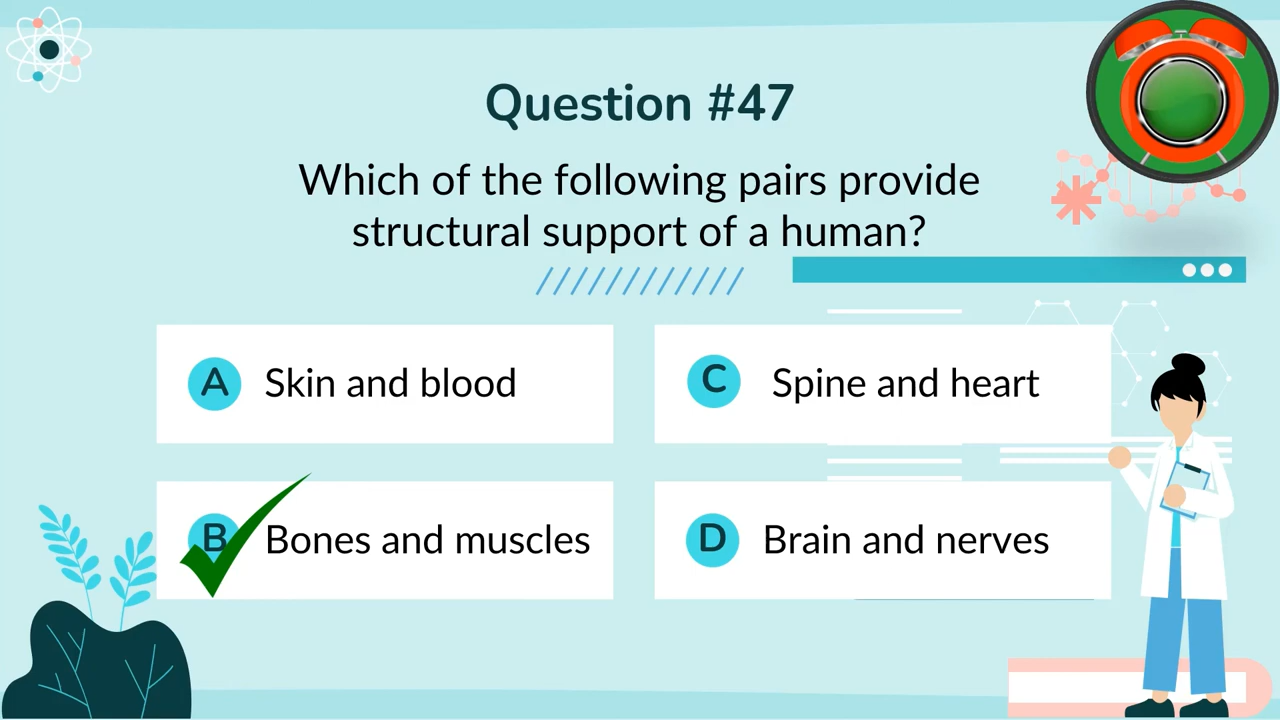 Question #47
Which of the following pairs provide
structural support of a human?
A Skin and blood
B Bones and muscles
C Spine and heart
D Brain and nerves